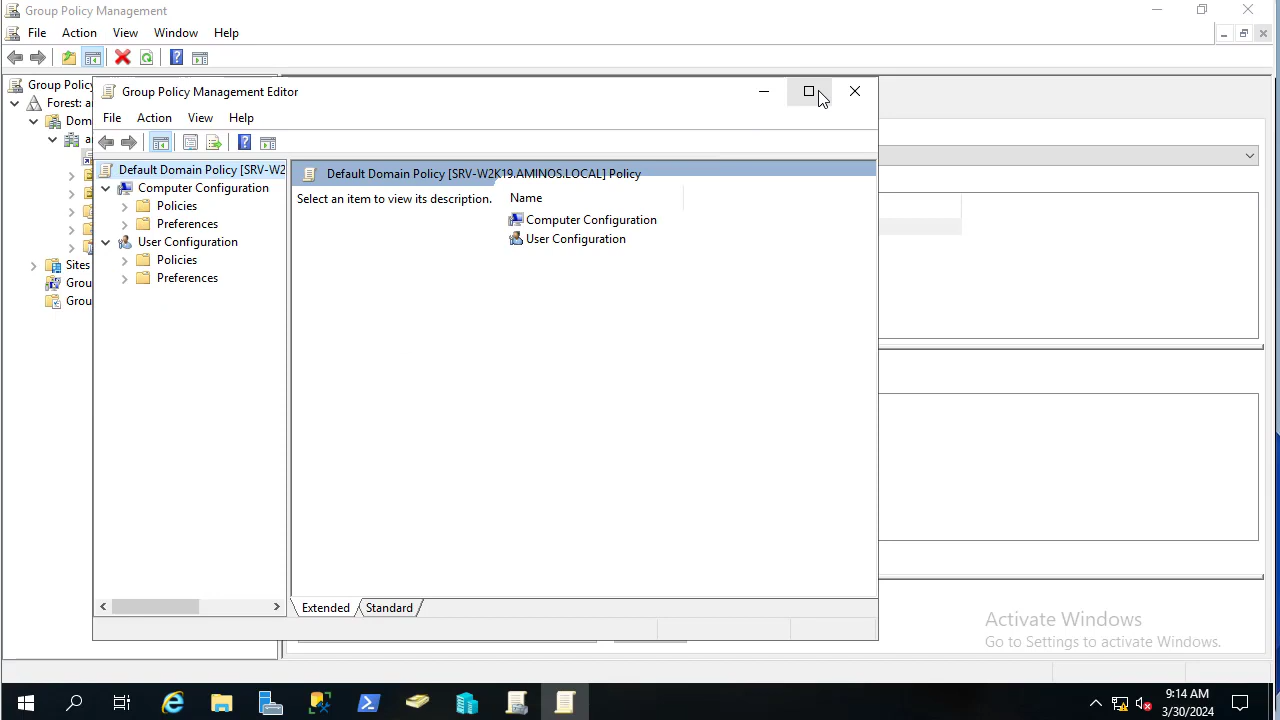 Group Policy Management
File Action View Window Help
Group Policy
Forest: a
Dom
a
Sites
Grou
Grou
Group Policy Management Editor
File Action View Help
Default Domain Policy [SRV-W2
Computer Configuration
Policies
Preferences
User Configuration
Policies
Preferences
Default Domain Policy [SRV-W2K19.AMINOS.LOCAL] Policy
Select an item to view its description.
Name
Computer Configuration
User Configuration
Extended Standard
Activate Windows
Go to Settings to activate Windows.
9:14 AM
3/30/2024